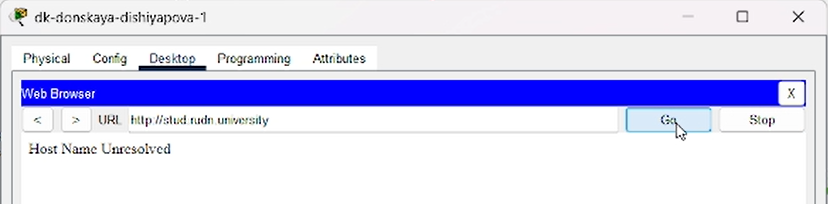 dk-donskaya-dishiyapova-1
Physical Config Desktop Programming Attributes
Web Browser X
< > URL http://stud.rudn.university Go Stop
Host Name Unresolved